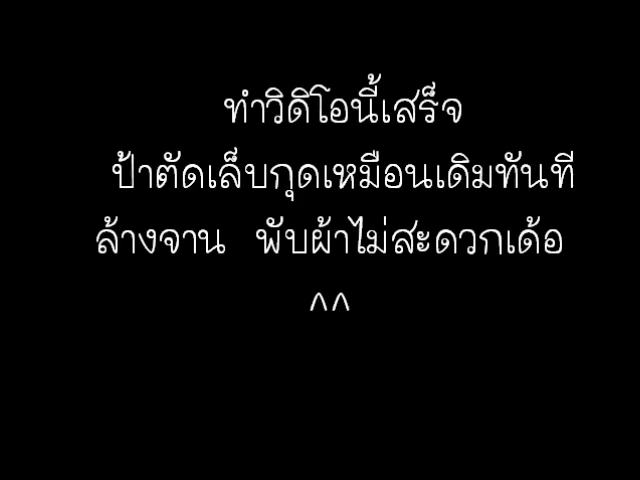 ทำวิดิโอนี้เสร็จ
ป้าตัดเล็บกุดเหมือนเดิมทันที
ล้างจาน พับผ้าไม่สะดวกเด้อ
^^